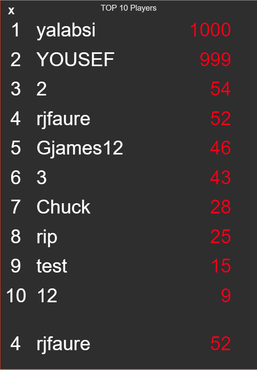 x TOP 10 Players
1 yalabsi 1000
2 YOUSEF 999
3 2 54
4 rjfaure 52
5 Gjames12 46
6 3 43
7 Chuck 28
8 rip 25
9 test 15
10 12 9
4 rjfaure 52